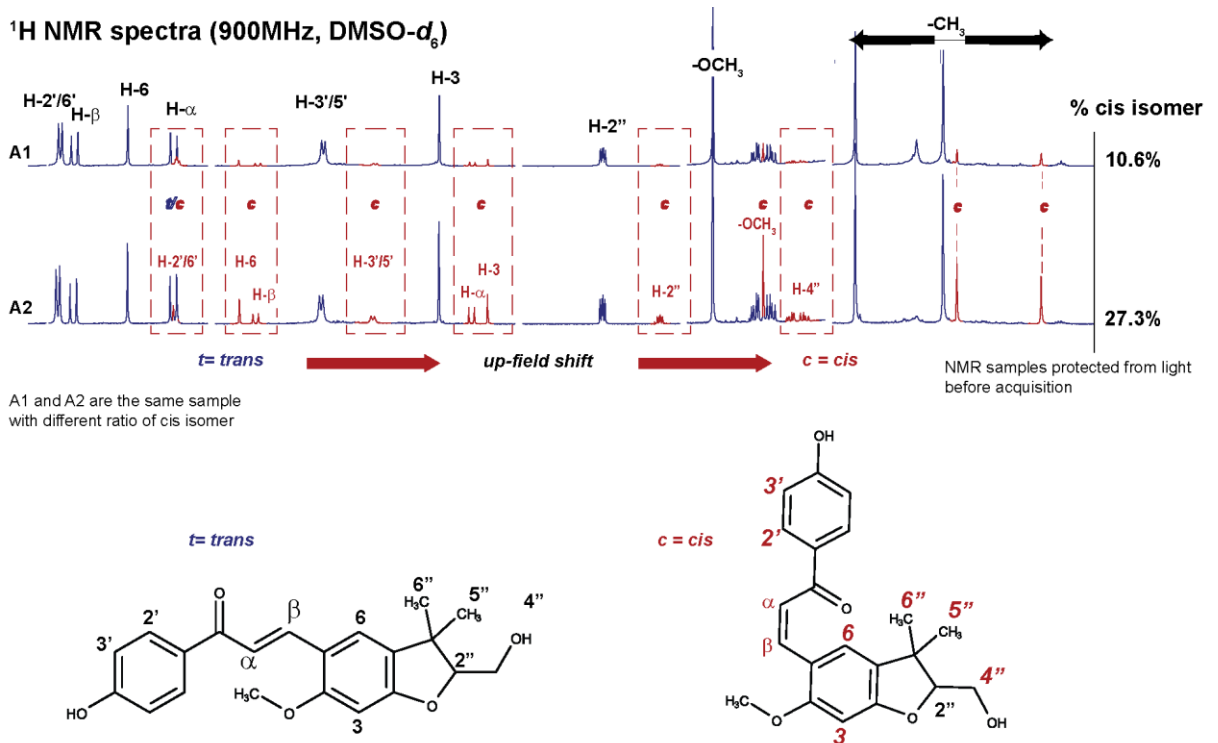 ¹H NMR spectra (900MHz, DMSO-d₆)
-CH₃
-OCH₃
H-2'/6'
H-β
H-6
H-α
H-3'/5'
H-3
H-2''
% cis isomer
A1
10.6%
t/c
c
c
c
c
c
c
c
c
-OCH₃
H-2'/6'
H-6
H-β
H-3'/5'
H-α
H-3
H-2''
H-4''
A2
27.3%
t= trans
up-field shift
c = cis
NMR samples protected from light
before acquisition
A1 and A2 are the same sample
with different ratio of cis isomer
t= trans
O
2'
3'
HO
α
β
6
6''
5''
4''
H₃C
CH₃
OH
2''
O
H₃C
O
3
c = cis
OH
3'
2'
α
β
O
6
6''
5''
H₃C
CH₃
4''
H₃C
O
3
O
2''
OH